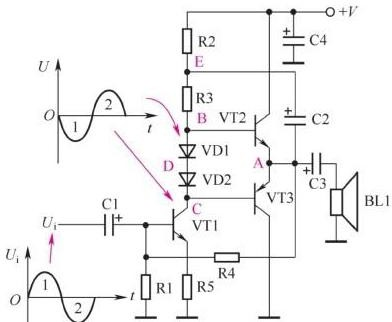 +V
R2
C4
E
U
2
R3
1
O
t
B
VT2
C2
VD1
D
A
VD2
C3
C
VT3
BL1
C1
Ui
VT1
Ui
R4
1
R1
R5
O
2
t